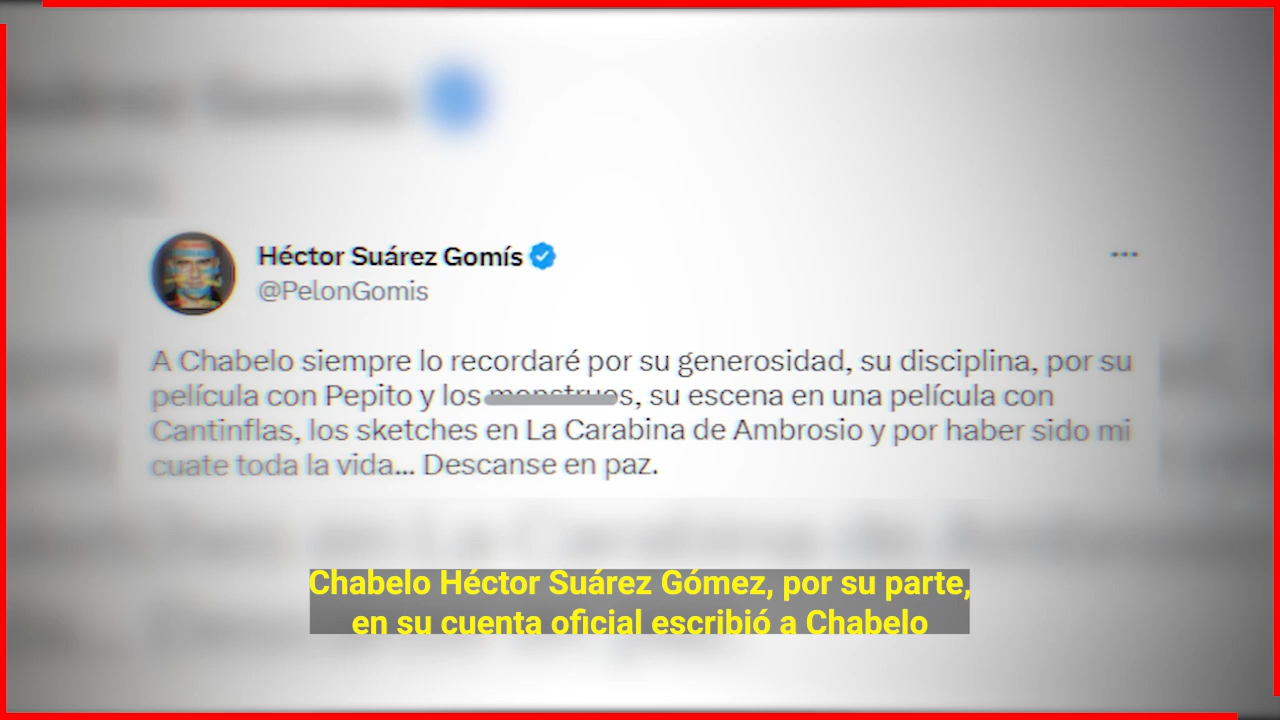 Héctor Suárez Gomís
@PelonGomis
A Chabelo siempre lo recordaré por su generosidad, su disciplina, por su
película con Pepito y los monstruos, su escena en una película con
Cantinflas, los sketches en La Carabina de Ambrosio y por haber sido mi
cuate toda la vida... Descanse en paz.
Chabelo Héctor Suárez Gómez, por su parte,
en su cuenta oficial escribió a Chabelo